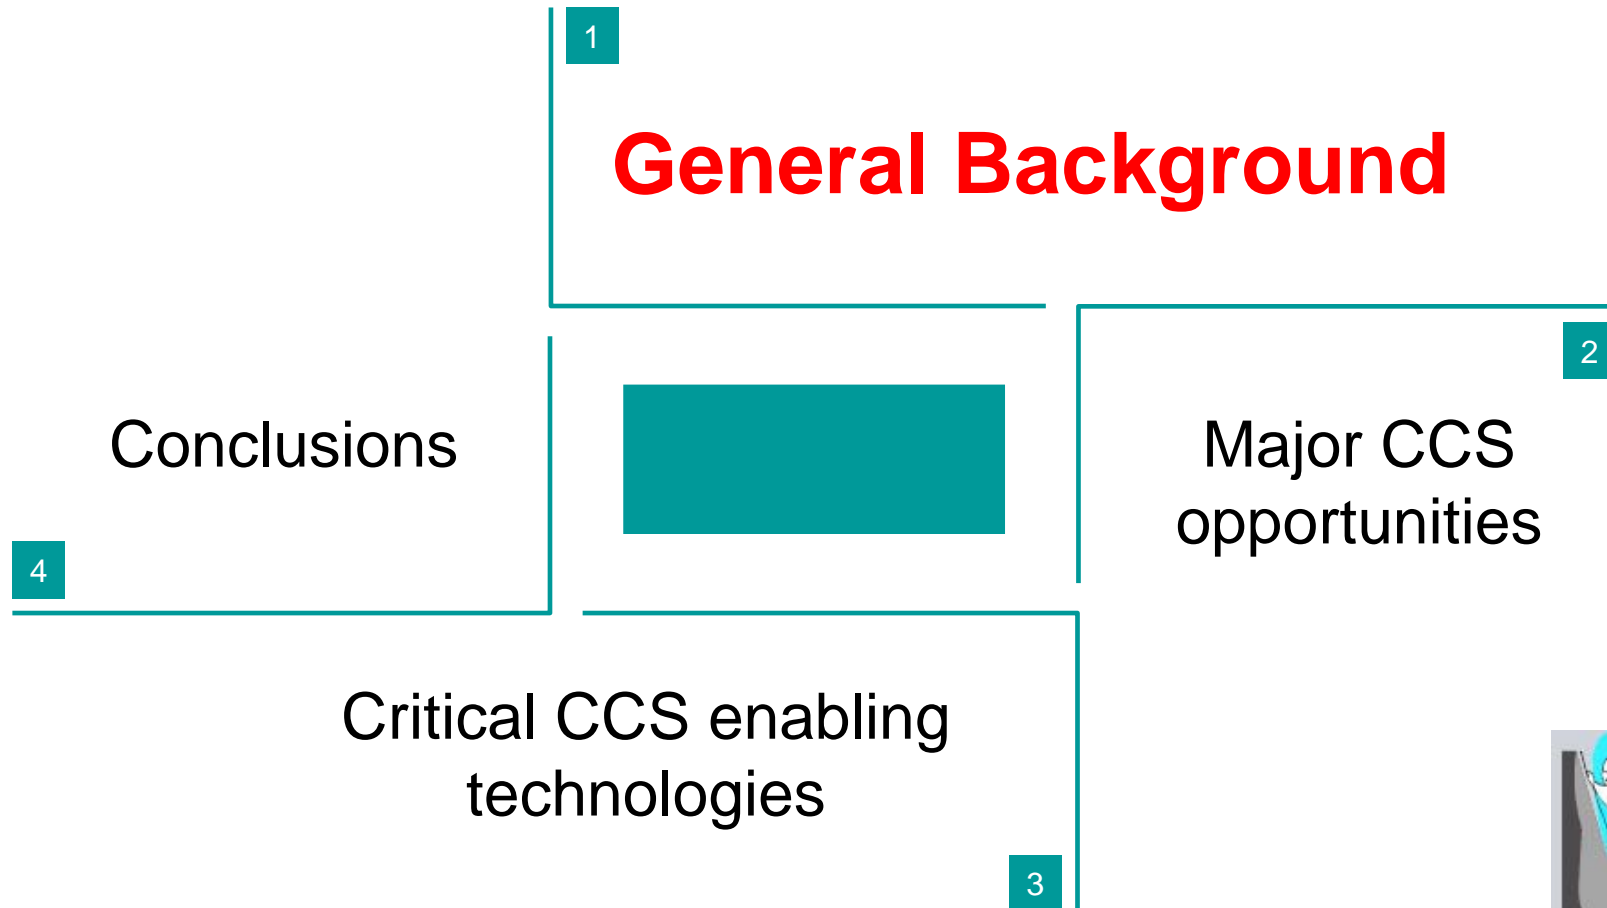 1
General Background
2
Major CCS
opportunities
3
Critical CCS enabling
technologies
4
Conclusions